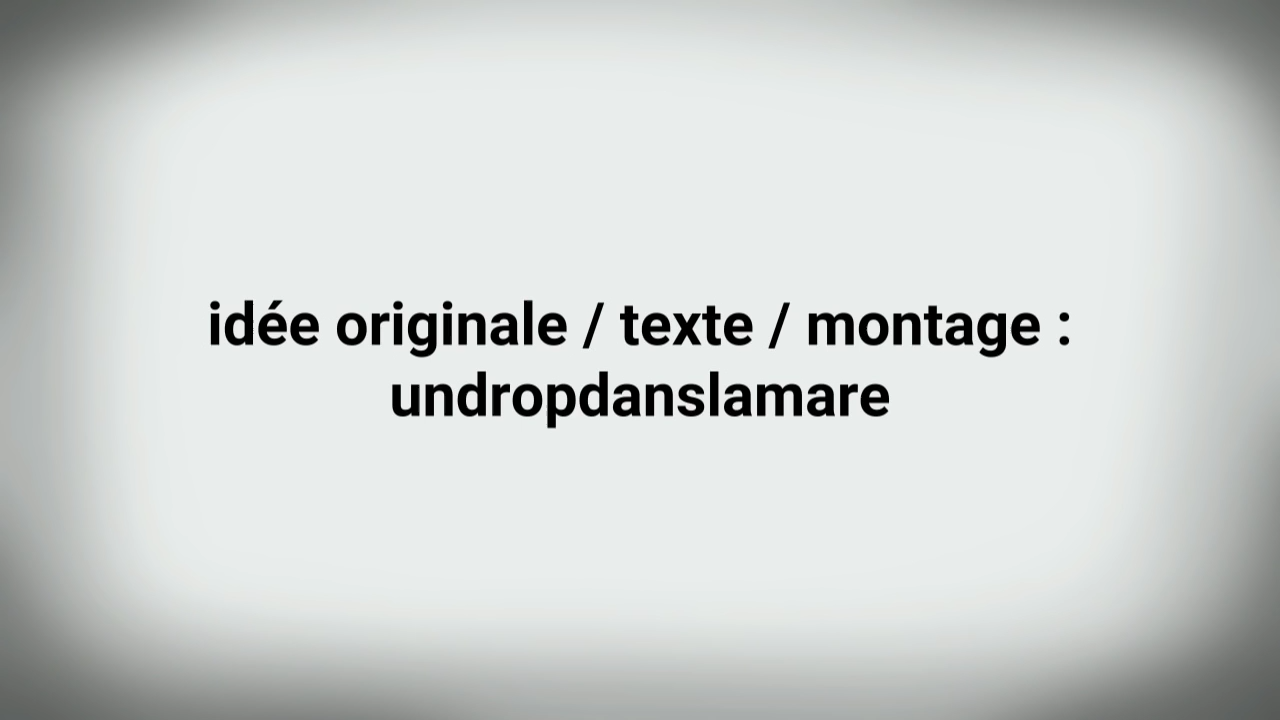 idée originale / texte / montage :
undropdanslamare